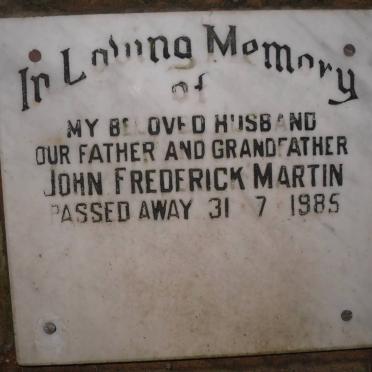 In Loving Memory
of
MY BELOVED HUSBAND
OUR FATHER AND GRANDFATHER
JOHN FREDERICK MARTIN
PASSED AWAY 31 7 1985